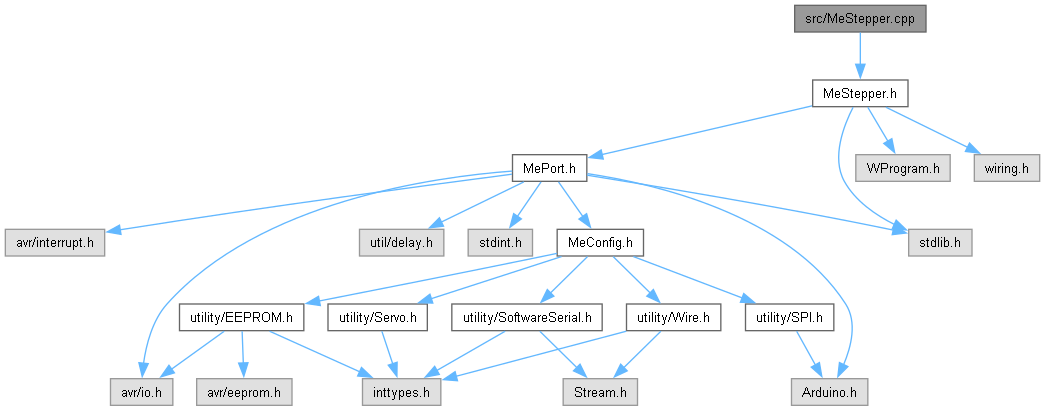 src/MeStepper.cpp
MeStepper.h
MePort.h
WProgram.h
wiring.h
avr/interrupt.h
util/delay.h
stdint.h
MeConfig.h
stdlib.h
utility/EEPROM.h
utility/Servo.h
utility/SoftwareSerial.h
utility/Wire.h
utility/SPI.h
avr/io.h
avr/eeprom.h
inttypes.h
Stream.h
Arduino.h